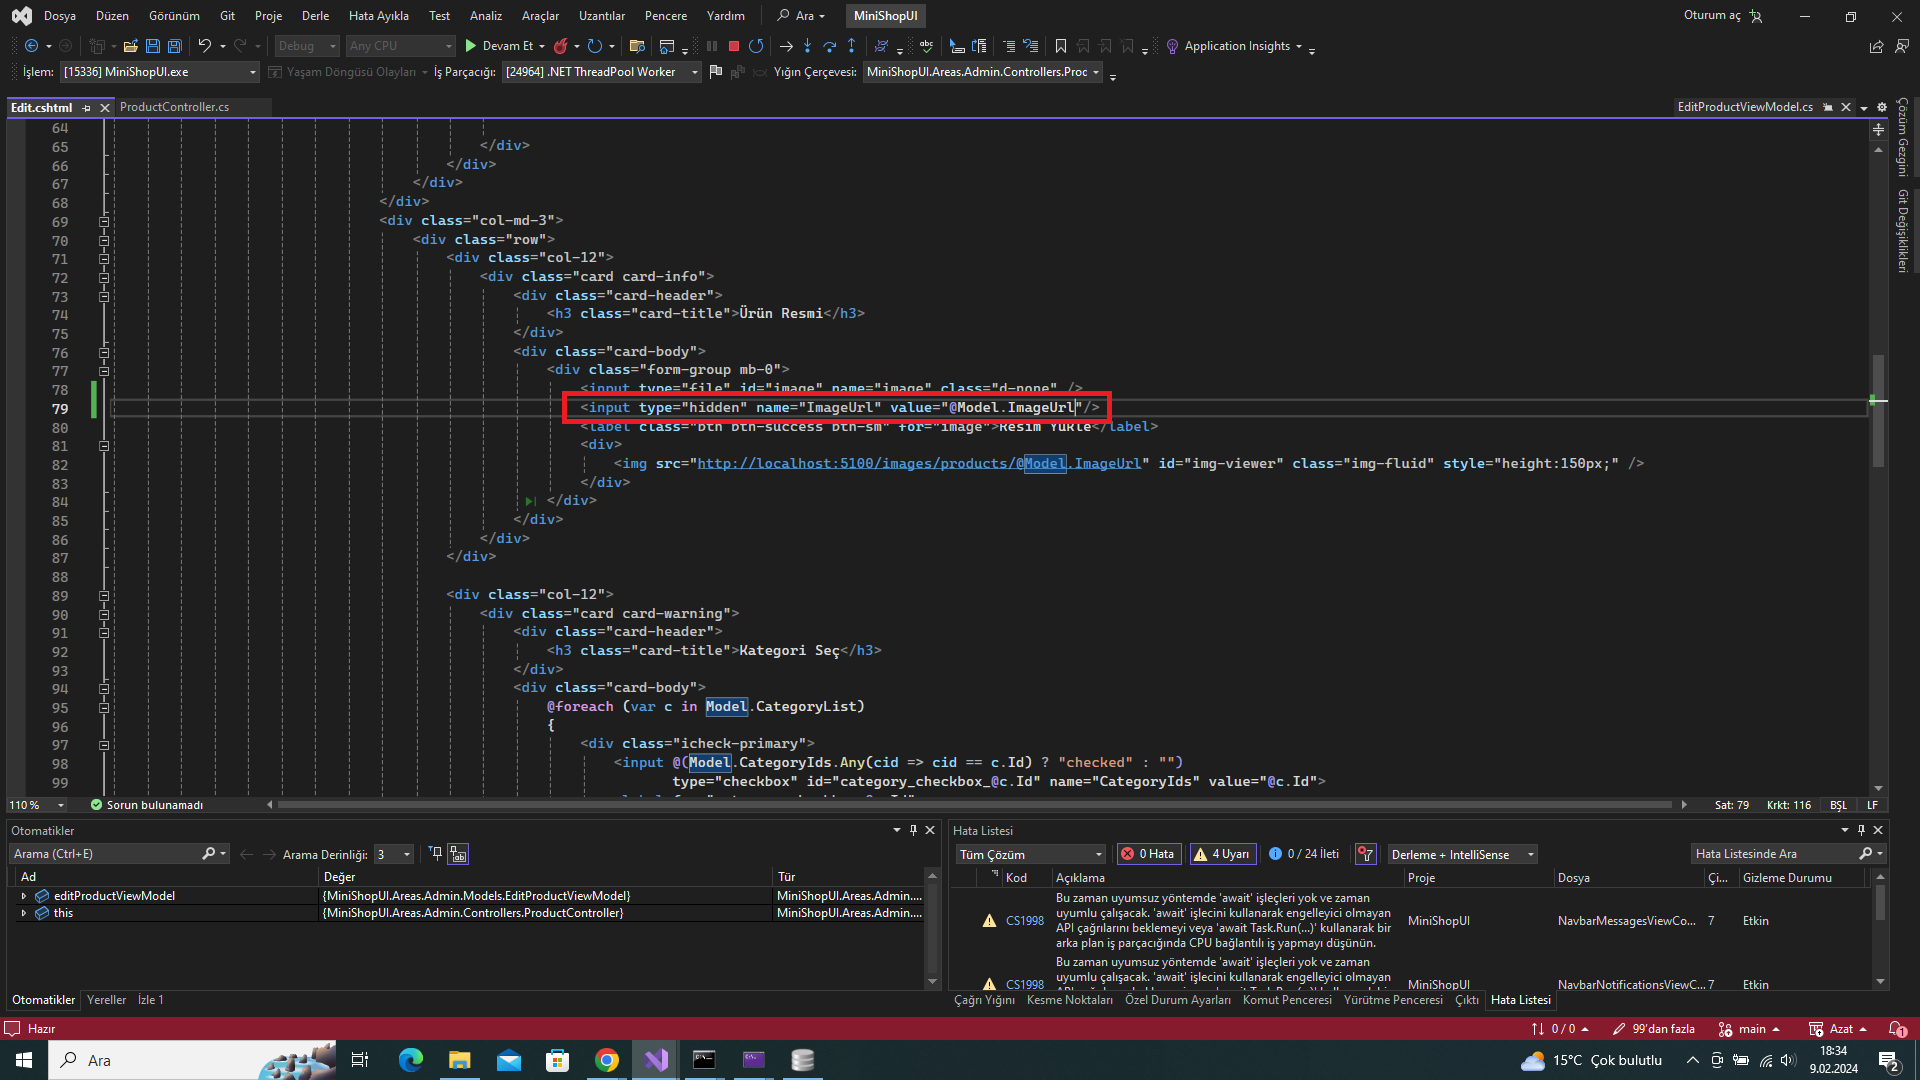 Dosya Düzen Görünüm Git Proje Derle Hata Ayıkla Test Analiz Araçlar Uzantılar Pencere Yardım Ara MiniShopUI Oturum aç
Debug Any CPU Devam Et Application Insights
İşlem: [15336] MiniShopUI.exe Yaşam Döngüsü Olayları İş Parçacığı: [24964] .NET ThreadPool Worker Yığın Çerçevesi: MiniShopUI.Areas.Admin.Controllers.Proc
Edit.cshtml ProductController.cs EditProductViewModel.cs
Çözüm Gezgini
Git Değişiklikleri
64
65 </div>
66 </div>
67 </div>
68 </div>
69 <div class="col-md-3">
70 <div class="row">
71 <div class="col-12">
72 <div class="card card-info">
73 <div class="card-header">
74 <h3 class="card-title">Ürün Resmi</h3>
75 </div>
76 <div class="card-body">
77 <div class="form-group mb-0">
78 <input type="file" id="image" name="image" class="d-none" />
79 <input type="hidden" name="ImageUrl" value="@Model.ImageUrl"/>
80 <label class="btn btn-success btn-sm" for="image">Resim Yükle</label>
81 <div>
82 <img src="http://localhost:5100/images/products/@Model.ImageUrl" id="img-viewer" class="img-fluid" style="height:150px;" />
83 </div>
84 </div>
85 </div>
86 </div>
87 </div>
88
89 <div class="col-12">
90 <div class="card card-warning">
91 <div class="card-header">
92 <h3 class="card-title">Kategori Seç</h3>
93 </div>
94 <div class="card-body">
95 @foreach (var c in Model.CategoryList)
96 {
97 <div class="icheck-primary">
98 <input @(Model.CategoryIds.Any(cid => cid == c.Id) ? "checked" : "")
99 type="checkbox" id="category_checkbox_@c.Id" name="CategoryIds" value="@c.Id">
110 % Sorun bulunamadı Sat: 79 Krkt: 116 BŞL LF
Otomatikler
Arama (Ctrl+E) Arama Derinliği: 3
Ad Değer Tür
editProductViewModel {MiniShopUI.Areas.Admin.Models.EditProductViewModel} MiniShopUI.Areas.Admin....
this {MiniShopUI.Areas.Admin.Controllers.ProductController} MiniShopUI.Areas.Admin....
Otomatikler Yereller İzle 1
Hata Listesi
Tüm Çözüm 0 Hata 4 Uyarı 0 / 24 İleti Derleme + IntelliSense Hata Listesinde Ara
Kod Açıklama Proje Dosya Çi... Gizleme Durumu
CS1998 Bu zaman uyumsuz yöntemde 'await' işleçleri yok ve zaman
uyumlu çalışacak. 'await' işlecini kullanarak engelleyici olmayan
API çağrılarını beklemeyi veya 'await Task.Run(...)' kullanarak bir
arka plan iş parçacığında CPU bağlantılı iş yapmayı düşünün.
MiniShopUI NavbarMessagesViewCo... 7 Etkin
CS1998 Bu zaman uyumsuz yöntemde 'await' işleçleri yok ve zaman
uyumlu çalışacak. 'await' işlecini kullanarak engelleyici olmayan
MiniShopUI NavbarNotificationsViewC... 7 Etkin
Çağrı Yığını Kesme Noktaları Özel Durum Ayarları Komut Penceresi Yürütme Penceresi Çıktı Hata Listesi
Hazır 0 / 0 99'dan fazla main Azat 1
Ara 15°C Çok bulutlu 18:34
9.02.2024 2